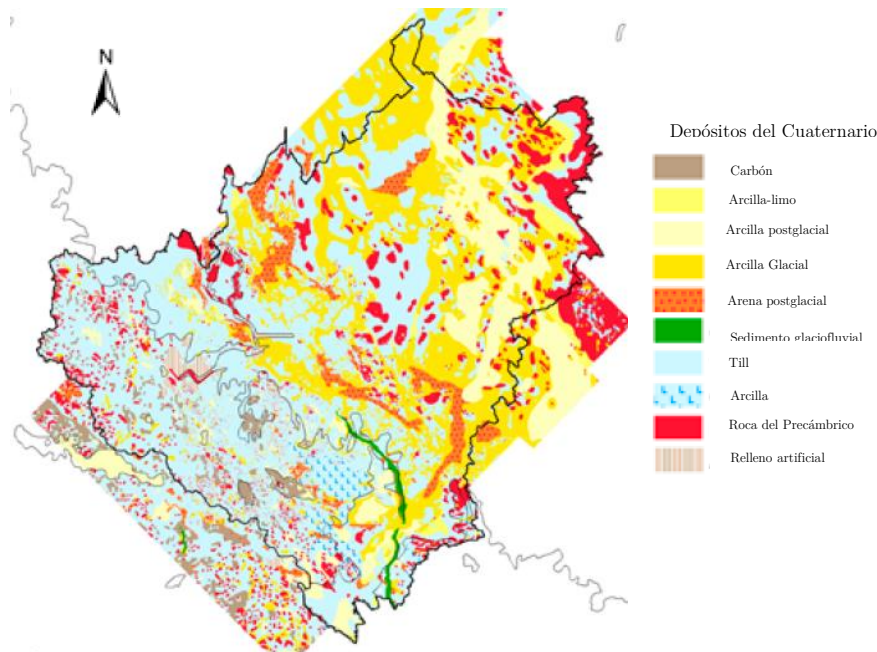 N
Depósitos del Cuaternario
Carbón
Arcilla-limo
Arcilla postglacial
Arcilla Glacial
Arena postglacial
Sedimento glaciofluvial
Till
Arcilla
Roca del Precámbrico
Relleno artificial